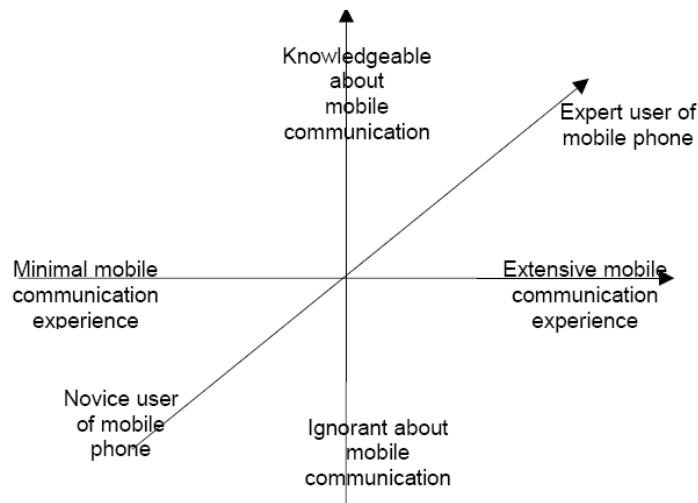 Knowledgeable
about
mobile
communication
Expert user of
mobile phone
Minimal mobile
communication
experience
Extensive mobile
communication
experience
Novice user
of mobile
phone
Ignorant about
mobile
communication